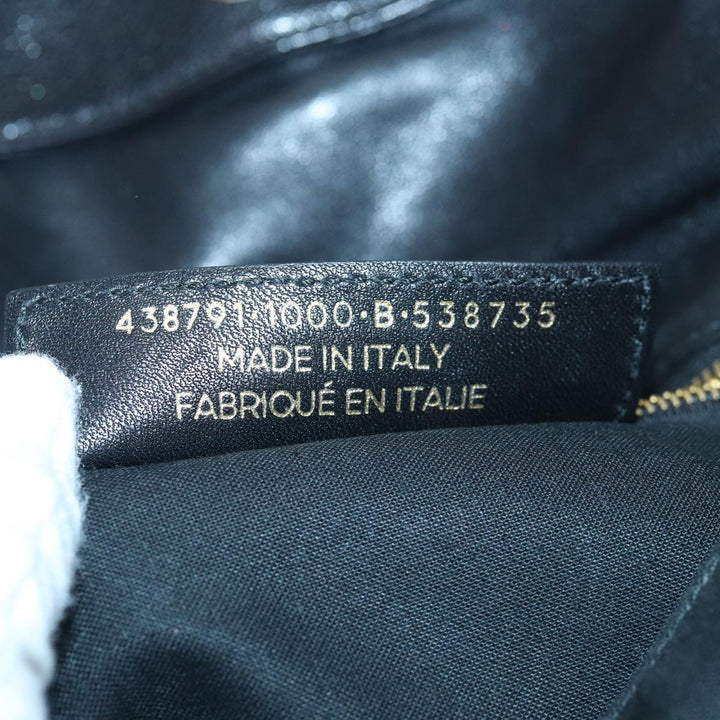 438791·1000·B·538735
MADE IN ITALY
FABRIQUÉ EN ITALIE